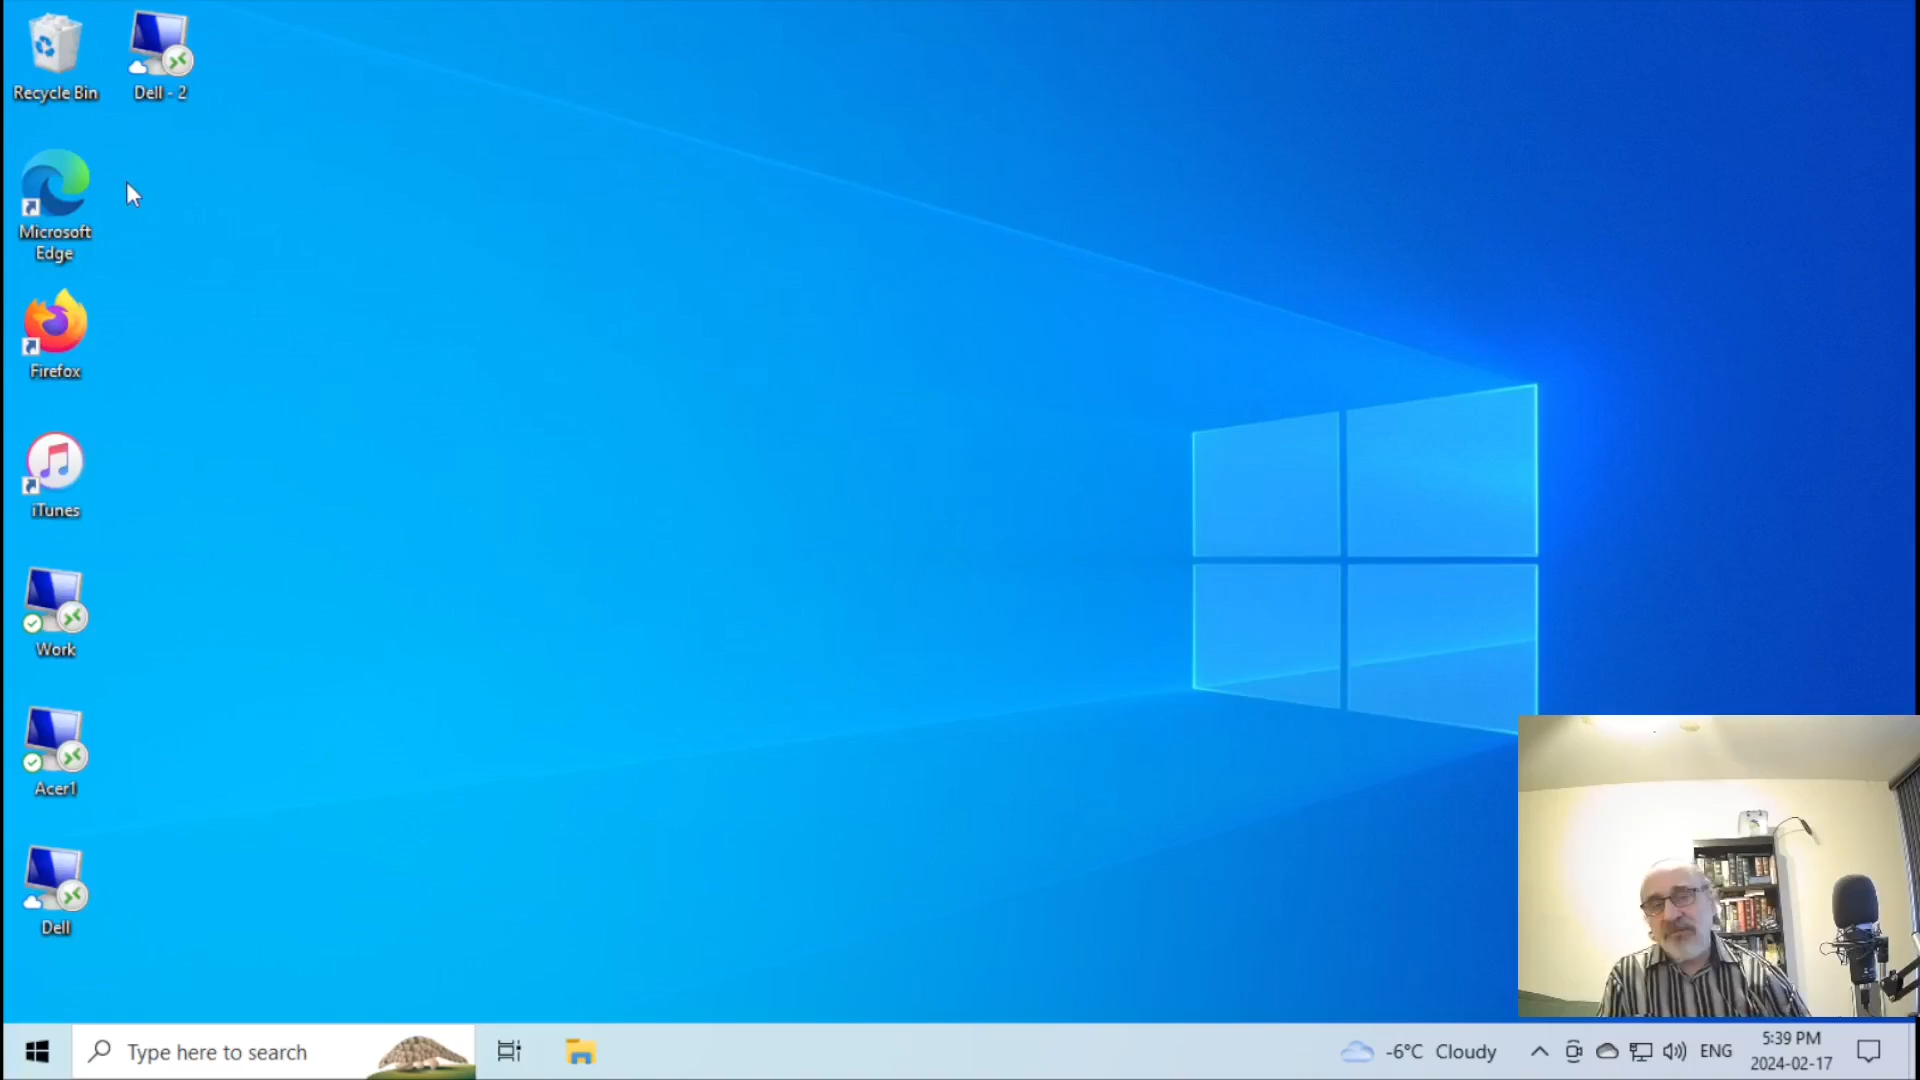 Recycle Bin
Dell - 2
Microsoft
Edge
Firefox
iTunes
Work
Acer1
Dell
Type here to search
-6°C Cloudy
ENG
5:39 PM
2024-02-17